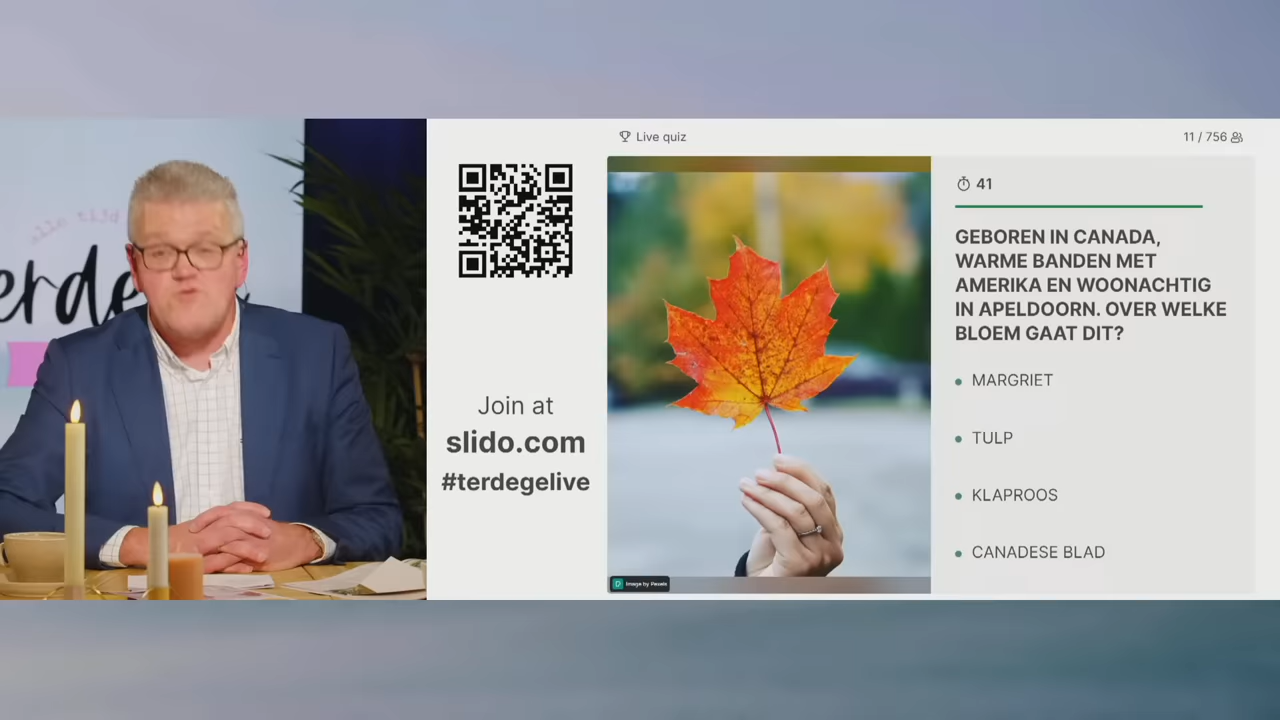 Live quiz
11 / 756
41
GEBOREN IN CANADA,
WARME BANDEN MET
AMERIKA EN WOONACHTIG
IN APELDOORN. OVER WELKE
BLOEM GAAT DIT?
MARGRIET
TULP
KLAPROOS
CANADESE BLAD
Join at
slido.com
#terdegelive
Image by Pexels
erde